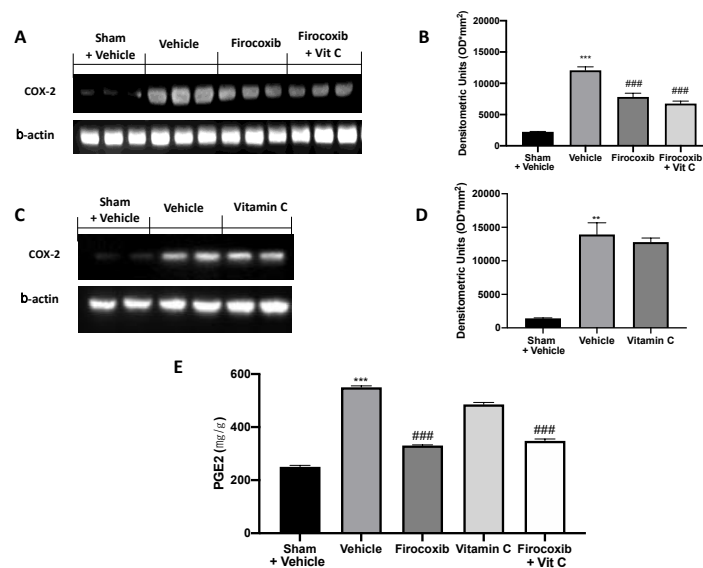 A
Sham
+ Vehicle
Vehicle
Firocoxib
Firocoxib
+ Vit C
COX-2
b-actin
B
Densitometric Units (OD*mm²)
20000
15000
10000
5000
0
***
###
###
Sham
+ Vehicle
Vehicle
Firocoxib
Firocoxib
+ Vit C
C
Sham
+ Vehicle
Vehicle
Vitamin C
COX-2
b-actin
D
Densitometric Units (OD*mm²)
20000
15000
10000
5000
0
**
Sham
+ Vehicle
Vehicle
Vitamin C
E
PGE2 (mg/g)
600
400
200
0
***
###
###
Sham
+ Vehicle
Vehicle
Firocoxib
Vitamin C
Firocoxib
+ Vit C